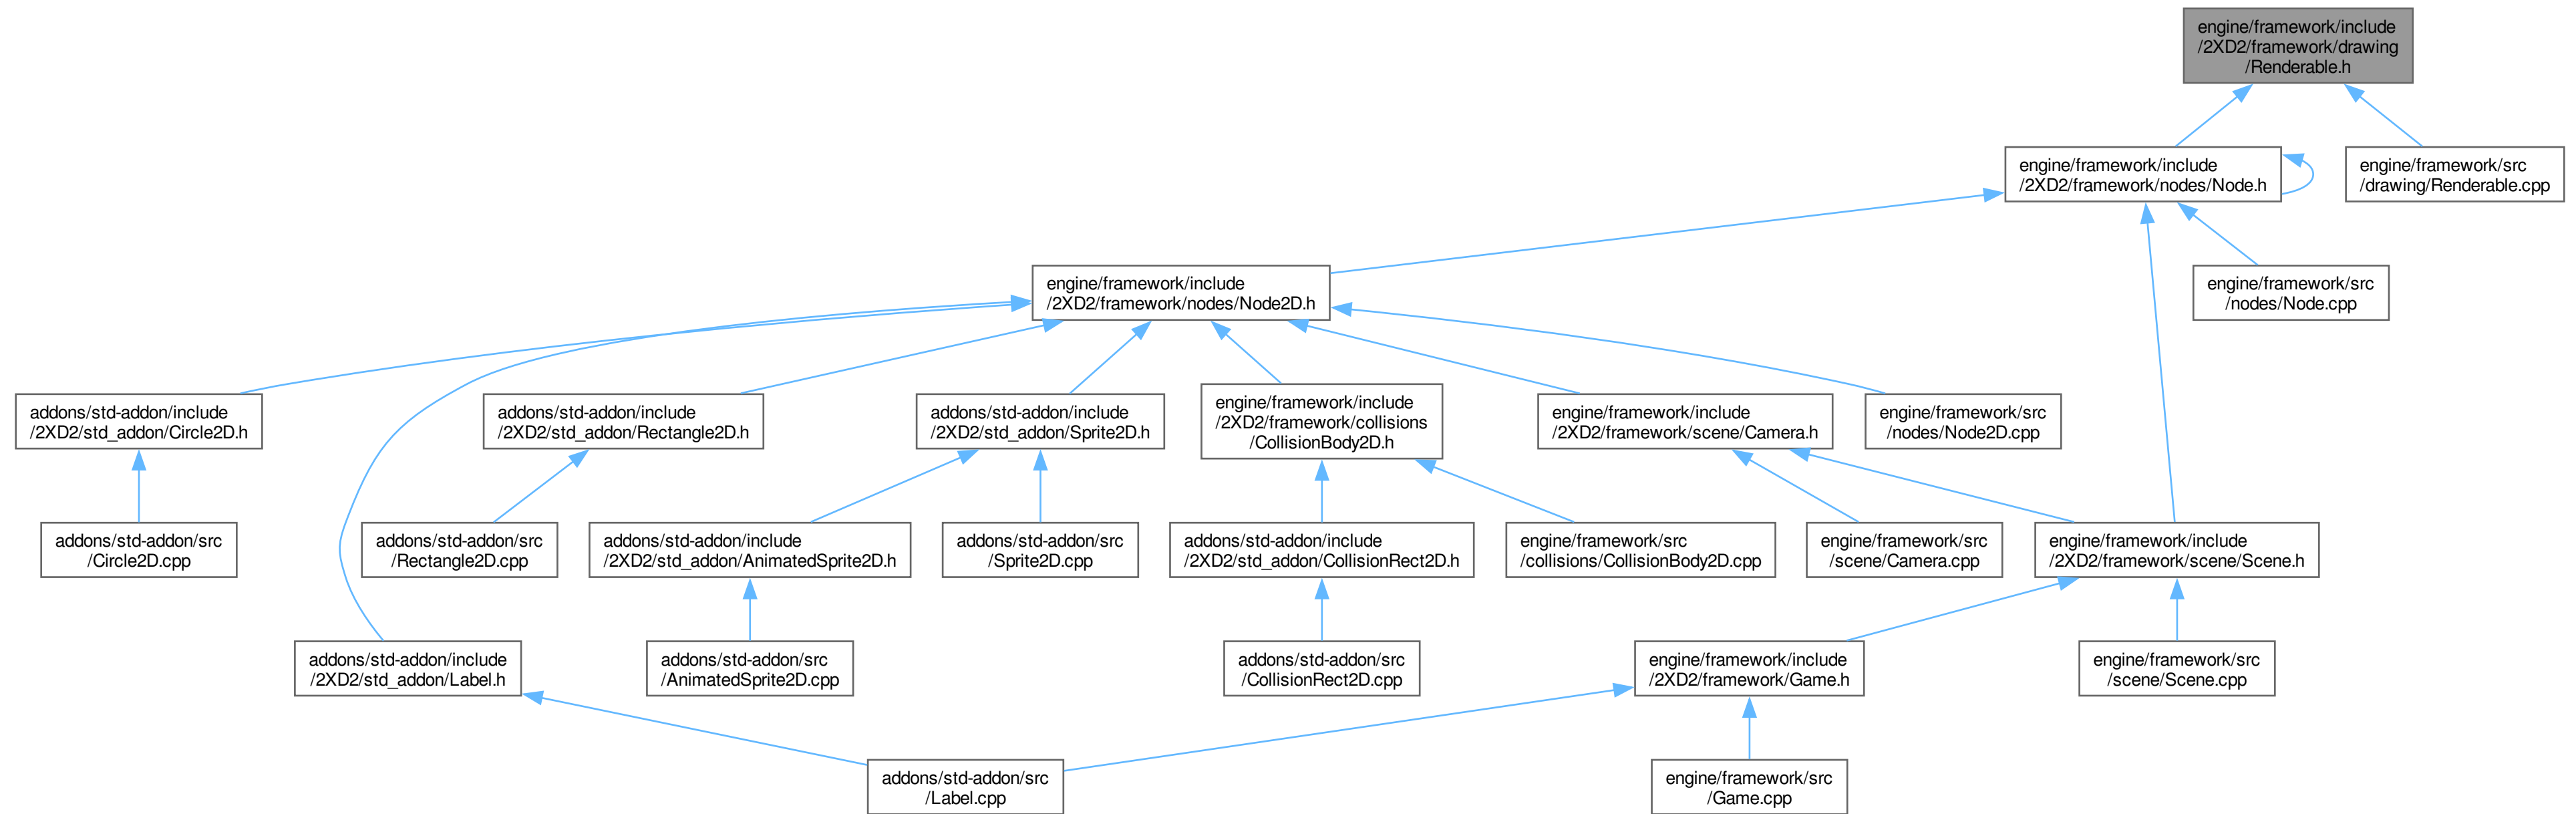 engine/framework/include
/2XD2/framework/drawing
/Renderable.h
engine/framework/include
/2XD2/framework/nodes/Node.h
engine/framework/src
/drawing/Renderable.cpp
engine/framework/include
/2XD2/framework/nodes/Node2D.h
engine/framework/src
/nodes/Node.cpp
addons/std-addon/include
/2XD2/std_addon/Circle2D.h
addons/std-addon/include
/2XD2/std_addon/Rectangle2D.h
addons/std-addon/include
/2XD2/std_addon/Sprite2D.h
engine/framework/include
/2XD2/framework/collisions
/CollisionBody2D.h
engine/framework/include
/2XD2/framework/scene/Camera.h
engine/framework/src
/nodes/Node2D.cpp
addons/std-addon/src
/Circle2D.cpp
addons/std-addon/src
/Rectangle2D.cpp
addons/std-addon/include
/2XD2/std_addon/AnimatedSprite2D.h
addons/std-addon/src
/Sprite2D.cpp
addons/std-addon/include
/2XD2/std_addon/CollisionRect2D.h
engine/framework/src
/collisions/CollisionBody2D.cpp
engine/framework/src
/scene/Camera.cpp
engine/framework/include
/2XD2/framework/scene/Scene.h
addons/std-addon/include
/2XD2/std_addon/Label.h
addons/std-addon/src
/AnimatedSprite2D.cpp
addons/std-addon/src
/CollisionRect2D.cpp
engine/framework/include
/2XD2/framework/Game.h
engine/framework/src
/scene/Scene.cpp
addons/std-addon/src
/Label.cpp
engine/framework/src
/Game.cpp